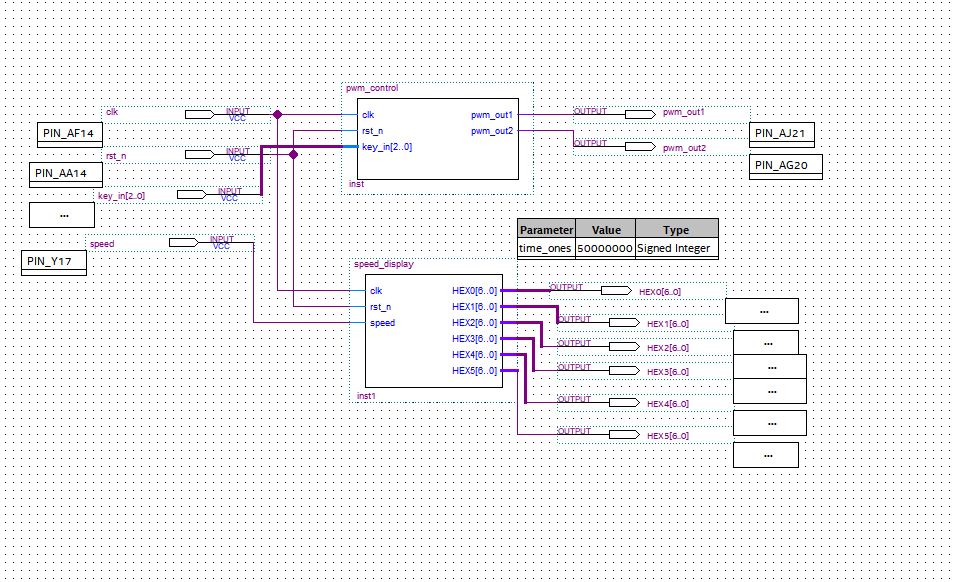 pwm_control
clk
INPUT
VCC
PIN_AF14
rst_n
INPUT
VCC
PIN_AA14
key_in[2..0]
INPUT
VCC
...
speed
INPUT
VCC
PIN_Y17
clk
rst_n
key_in[2..0]
pwm_out1
pwm_out2
inst
OUTPUT
pwm_out1
PIN_AJ21
OUTPUT
pwm_out2
PIN_AG20
Parameter Value Type
time_ones 50000000 Signed Integer
speed_display
clk
rst_n
speed
HEX0[6..0]
HEX1[6..0]
HEX2[6..0]
HEX3[6..0]
HEX4[6..0]
HEX5[6..0]
inst1
OUTPUT
HEX0[6..0]
...
OUTPUT
HEX1[6..0]
...
OUTPUT
HEX2[6..0]
...
OUTPUT
HEX3[6..0]
...
OUTPUT
HEX4[6..0]
...
OUTPUT
HEX5[6..0]
...